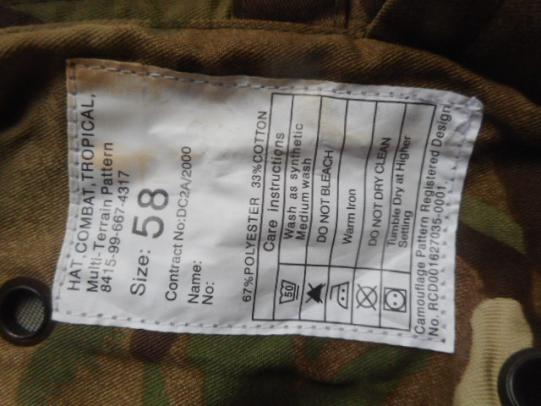 HAT, COMBAT, TROPICAL,
Multi-Terrain Pattern
8415-99-667-4317
Size: 58
Contract No:DC2A/2000
Name:
No:
67%POLYESTER 33%COTTON
Care Instructions
50
Wash as synthetic
Medium wash
DO NOT BLEACH
Warm Iron
DO NOT DRY CLEAN
Tumble Dry at Higher
Setting
Camouflage Pattern Registered Design
No. RCD001627035-0001.